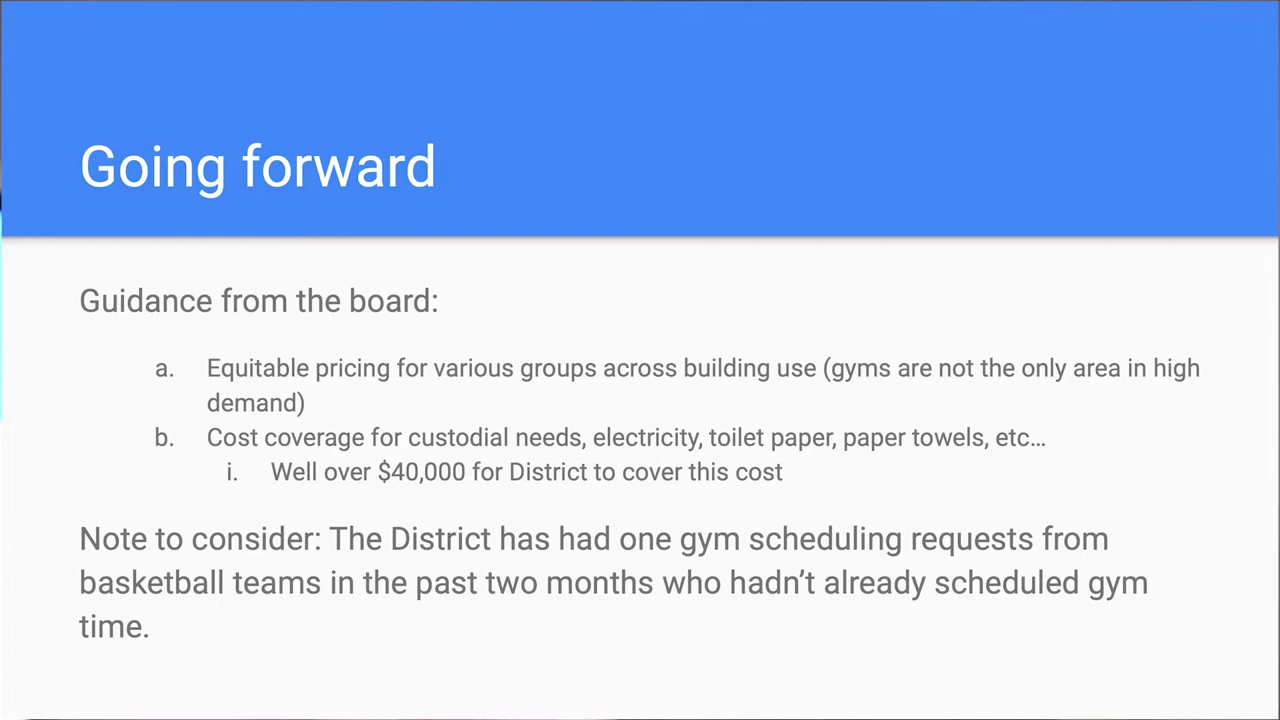 Going forward
Guidance from the board:
a. Equitable pricing for various groups across building use (gyms are not the only area in high
demand)
b. Cost coverage for custodial needs, electricity, toilet paper, paper towels, etc…
i. Well over $40,000 for District to cover this cost
Note to consider: The District has had one gym scheduling requests from
basketball teams in the past two months who hadn’t already scheduled gym
time.